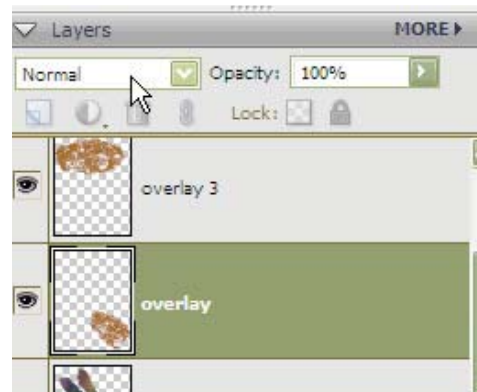 Layers MORE
Normal Opacity: 100%
Lock:
overlay 3
overlay